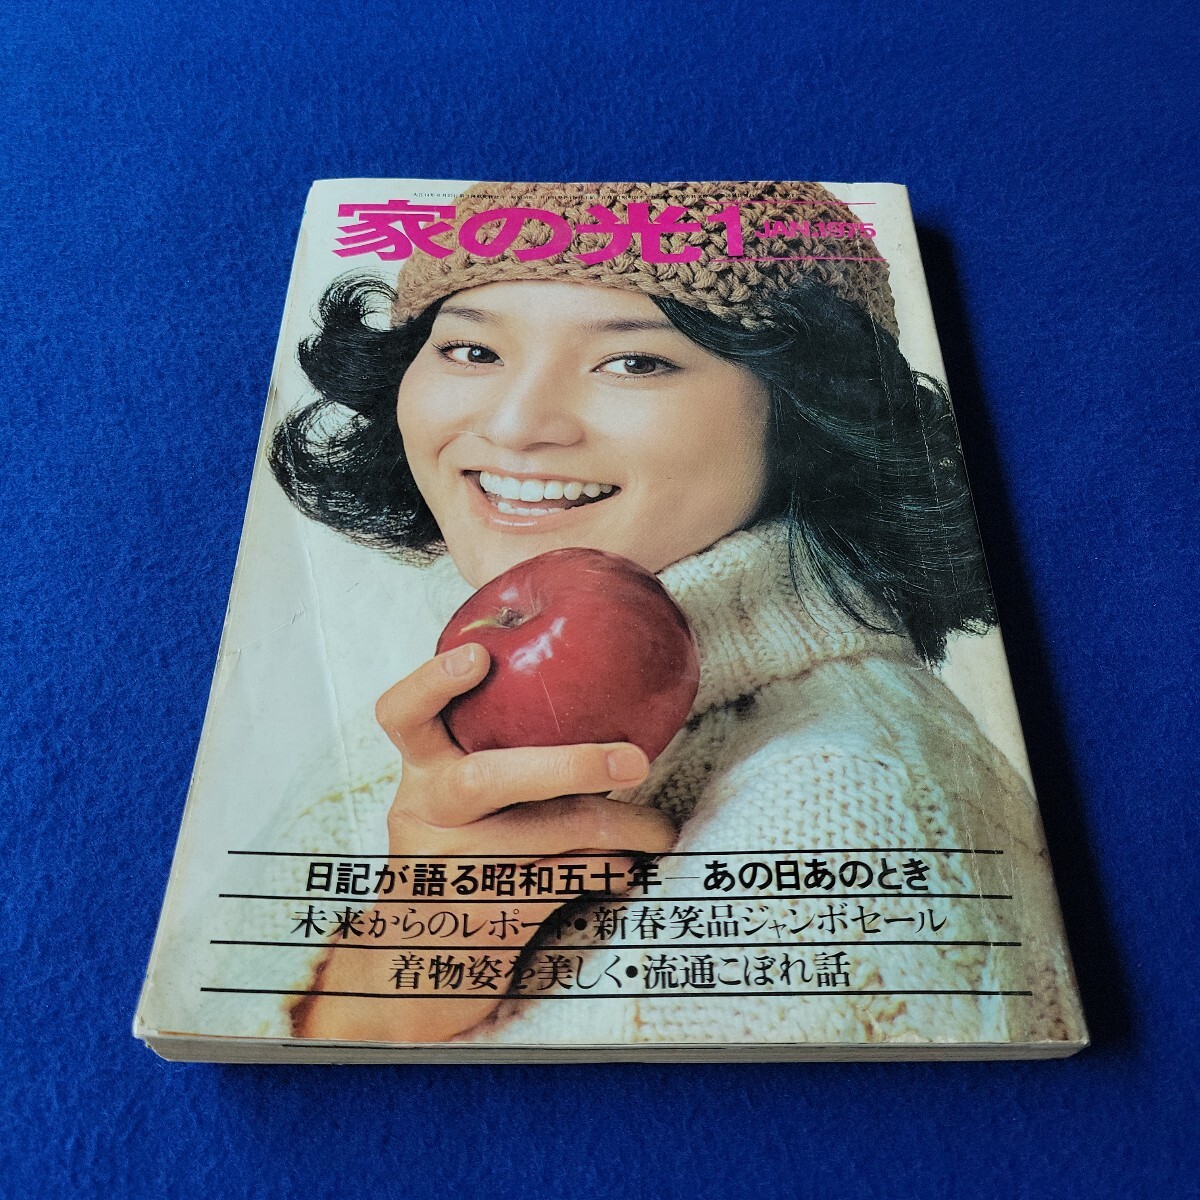 家の光1 JAN.1975
日記が語る昭和五十年—あの日あのとき
未来からのレポート•新春笑品ジャンボセール
着物姿を美しく•流通こぼれ話